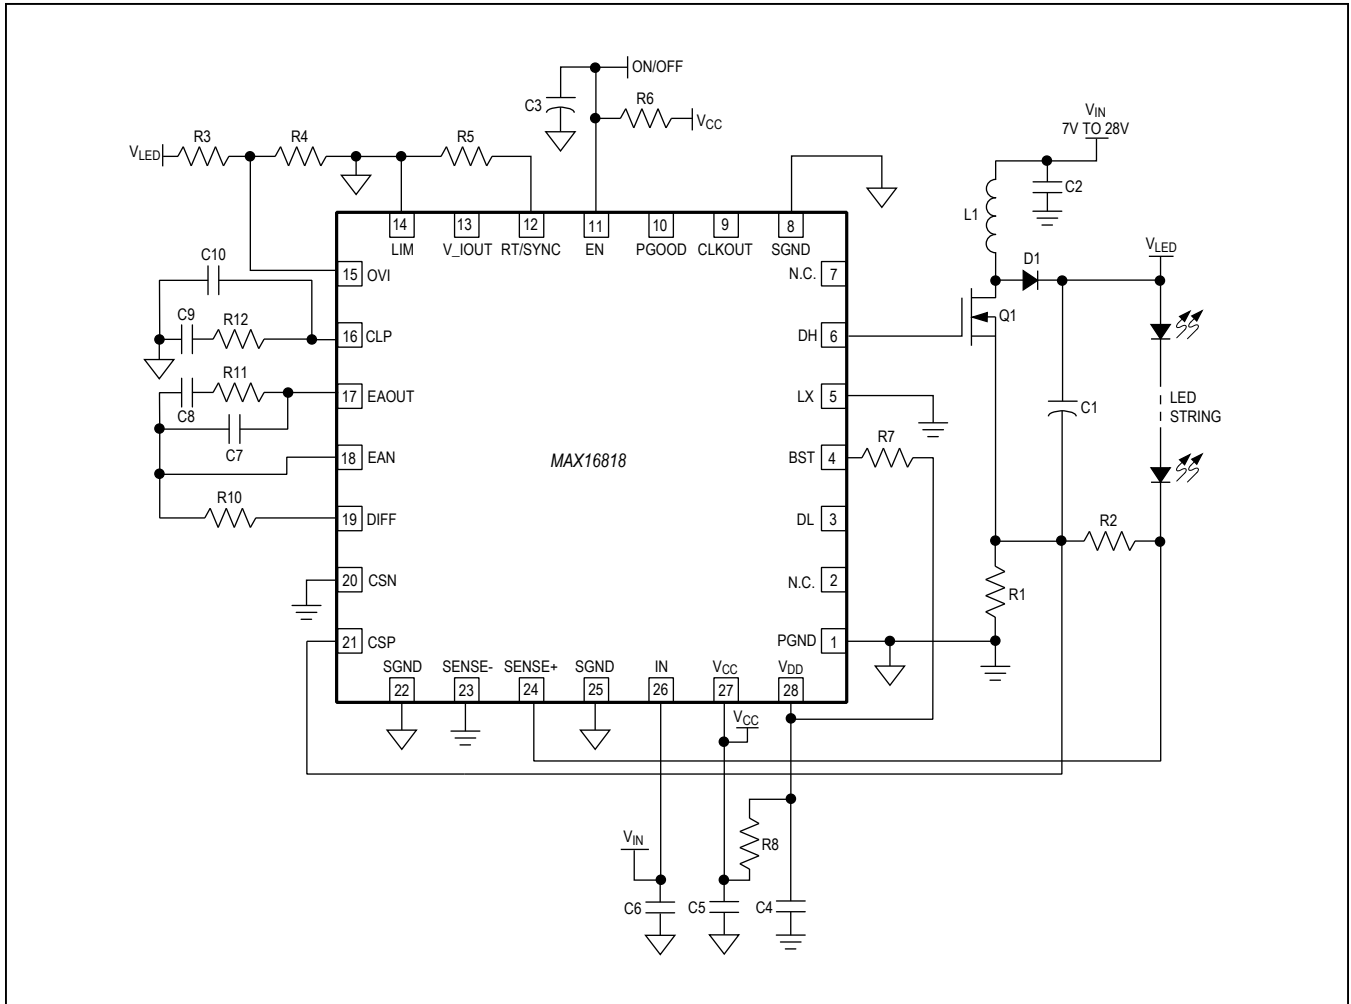 ON/OFF
C3
R6
VCC
VIN
7V TO 28V
VLED
R3
R4
R5
C2
L1
14
13
12
11
10
9
8
LIM
V_IOUT
RT/SYNC
EN
PGOOD
CLKOUT
SGND
VLED
D1
C10
15
OVI
N.C.
7
C9
R12
16
CLP
DH
6
Q1
R11
C8
17
EAOUT
LX
5
C1
LED
STRING
C7
18
EAN
MAX16818
BST
4
R7
R10
19
DIFF
DL
3
R2
20
CSN
N.C.
2
R1
21
CSP
PGND
1
SGND
SENSE-
SENSE+
SGND
IN
VCC
VDD
22
23
24
25
26
27
28
VCC
VIN
R8
C6
C5
C4